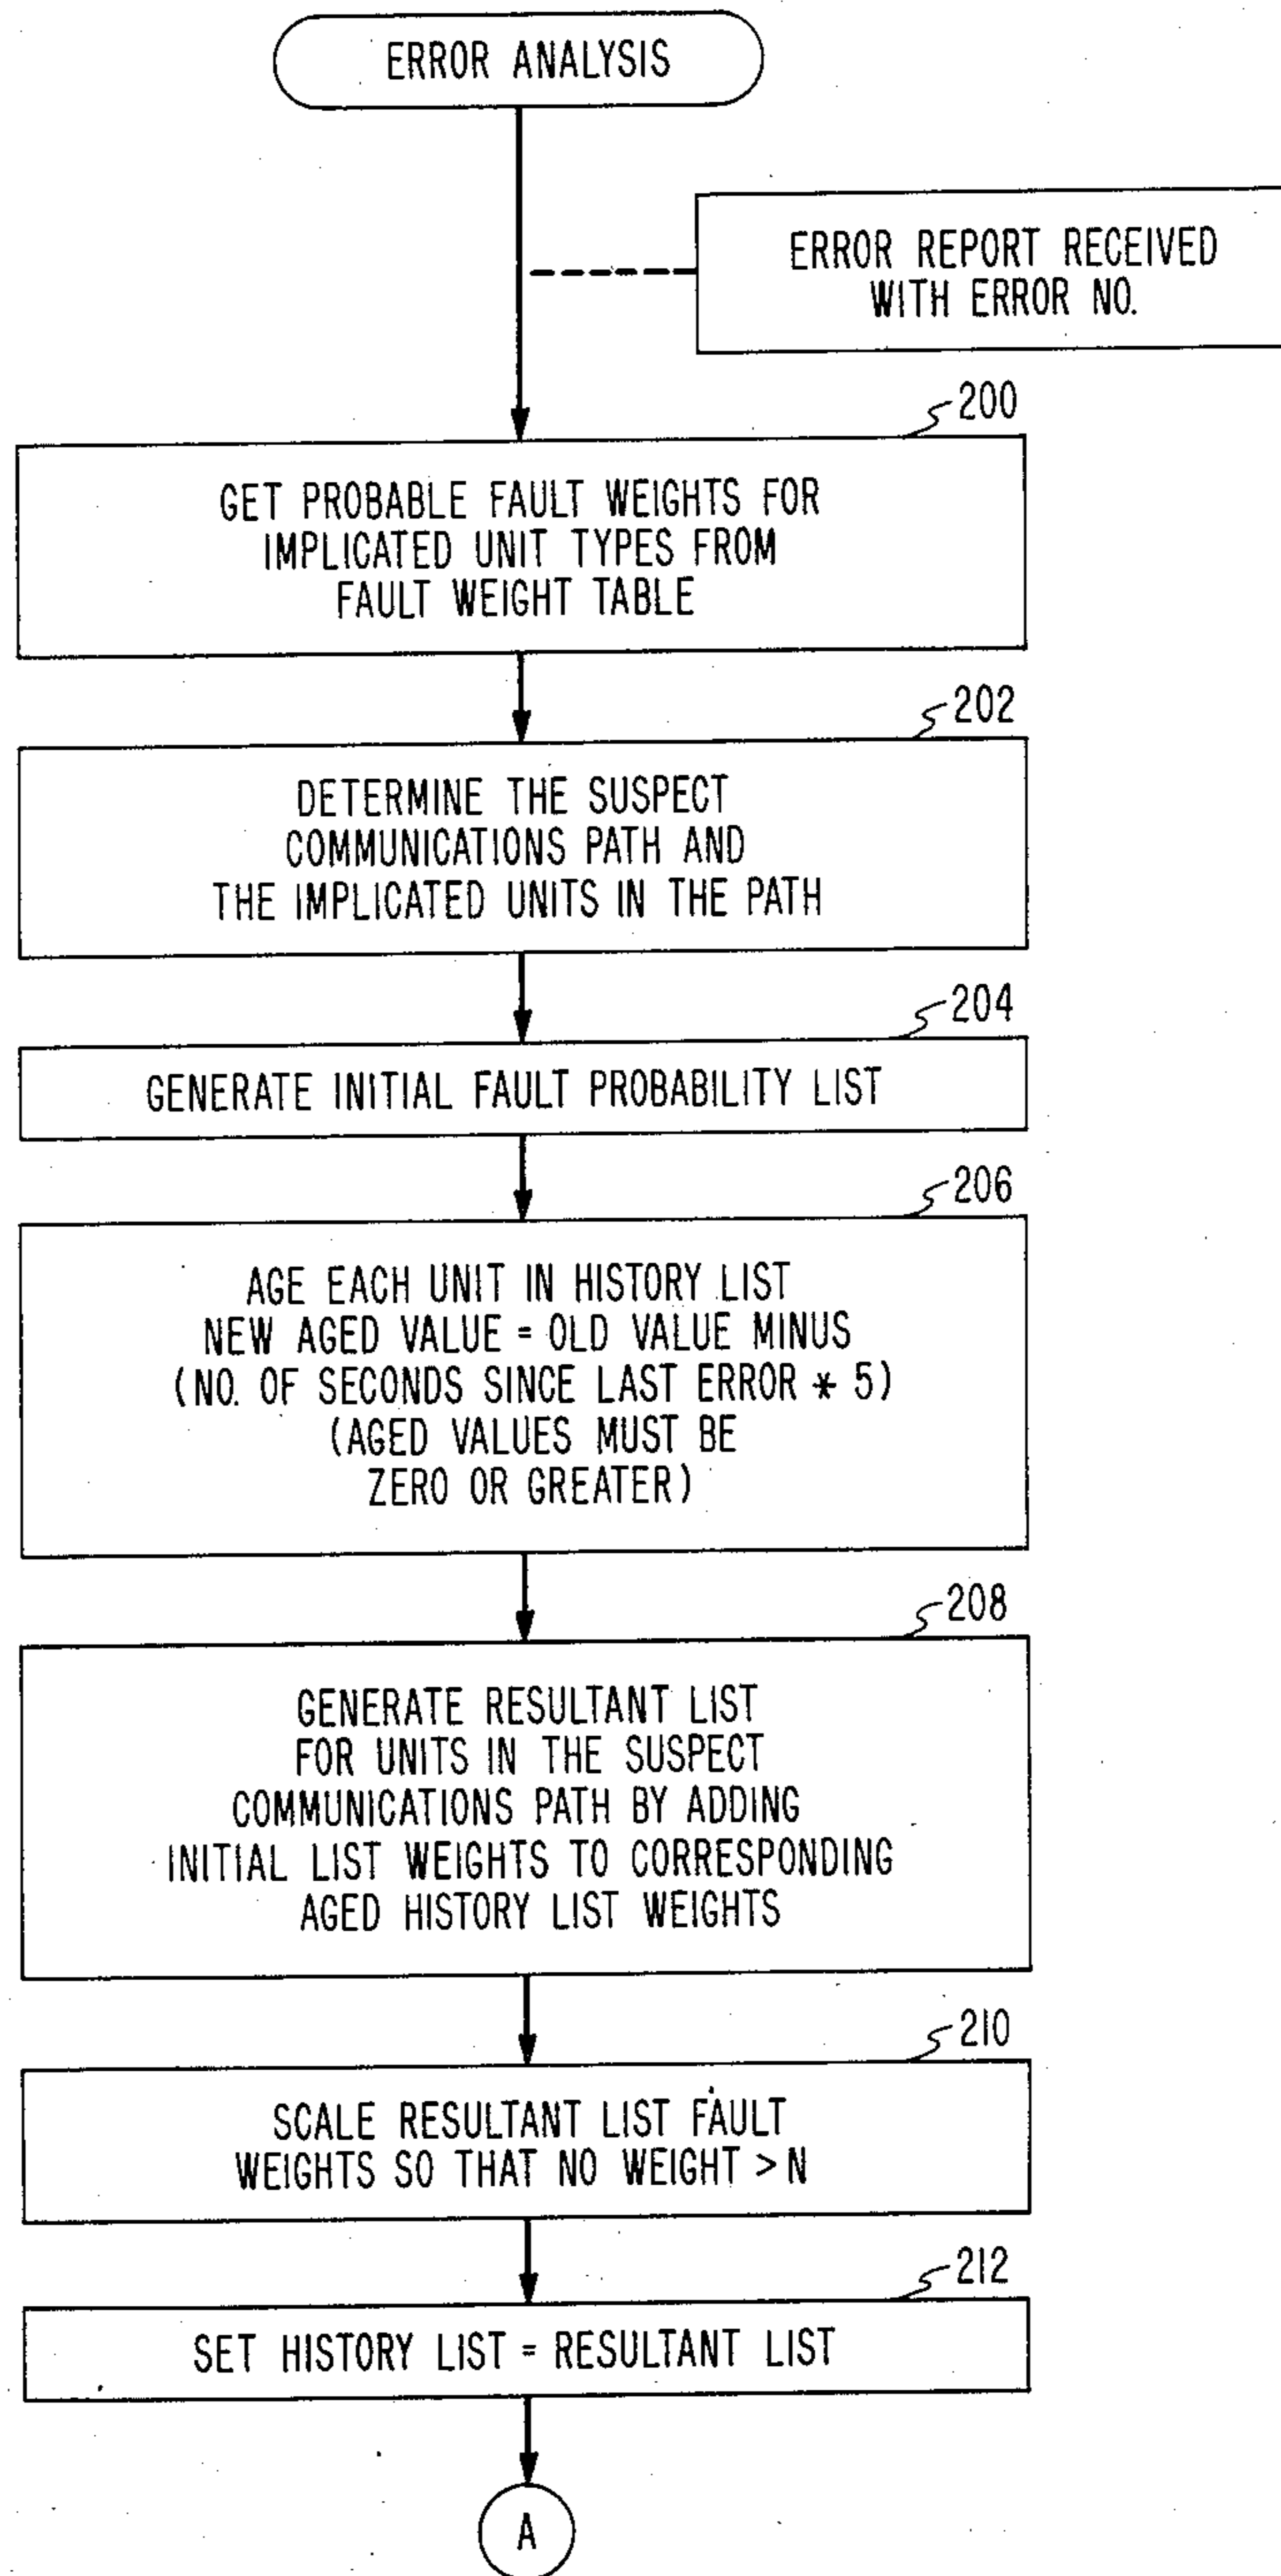 ERROR ANALYSIS
ERROR REPORT RECEIVED
WITH ERROR NO.
200
GET PROBABLE FAULT WEIGHTS FOR
IMPLICATED UNIT TYPES FROM
FAULT WEIGHT TABLE
202
DETERMINE THE SUSPECT
COMMUNICATIONS PATH AND
THE IMPLICATED UNITS IN THE PATH
204
GENERATE INITIAL FAULT PROBABILITY LIST
206
AGE EACH UNIT IN HISTORY LIST
NEW AGED VALUE = OLD VALUE MINUS
(NO. OF SECONDS SINCE LAST ERROR * 5)
(AGED VALUES MUST BE
ZERO OR GREATER)
208
GENERATE RESULTANT LIST
FOR UNITS IN THE SUSPECT
COMMUNICATIONS PATH BY ADDING
INITIAL LIST WEIGHTS TO CORRESPONDING
AGED HISTORY LIST WEIGHTS
210
SCALE RESULTANT LIST FAULT
WEIGHTS SO THAT NO WEIGHT > N
212
SET HISTORY LIST = RESULTANT LIST
A